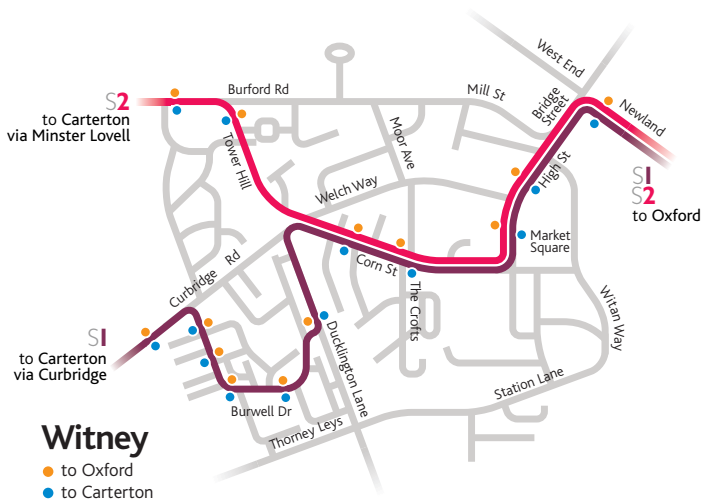 West End
S2
to Carterton
via Minster Lovell
Burford Rd
Mill St
Bridge
Street
Newland
Tower Hill
Moor Ave
Welch Way
High St
S1
S2
to Oxford
Market
Square
Corn St
Curbridge Rd
The Crofts
Witan Way
S1
to Carterton
via Curbridge
Ducklington Lane
Station Lane
Burwell Dr
Thorney Leys
Witney
to Oxford
to Carterton